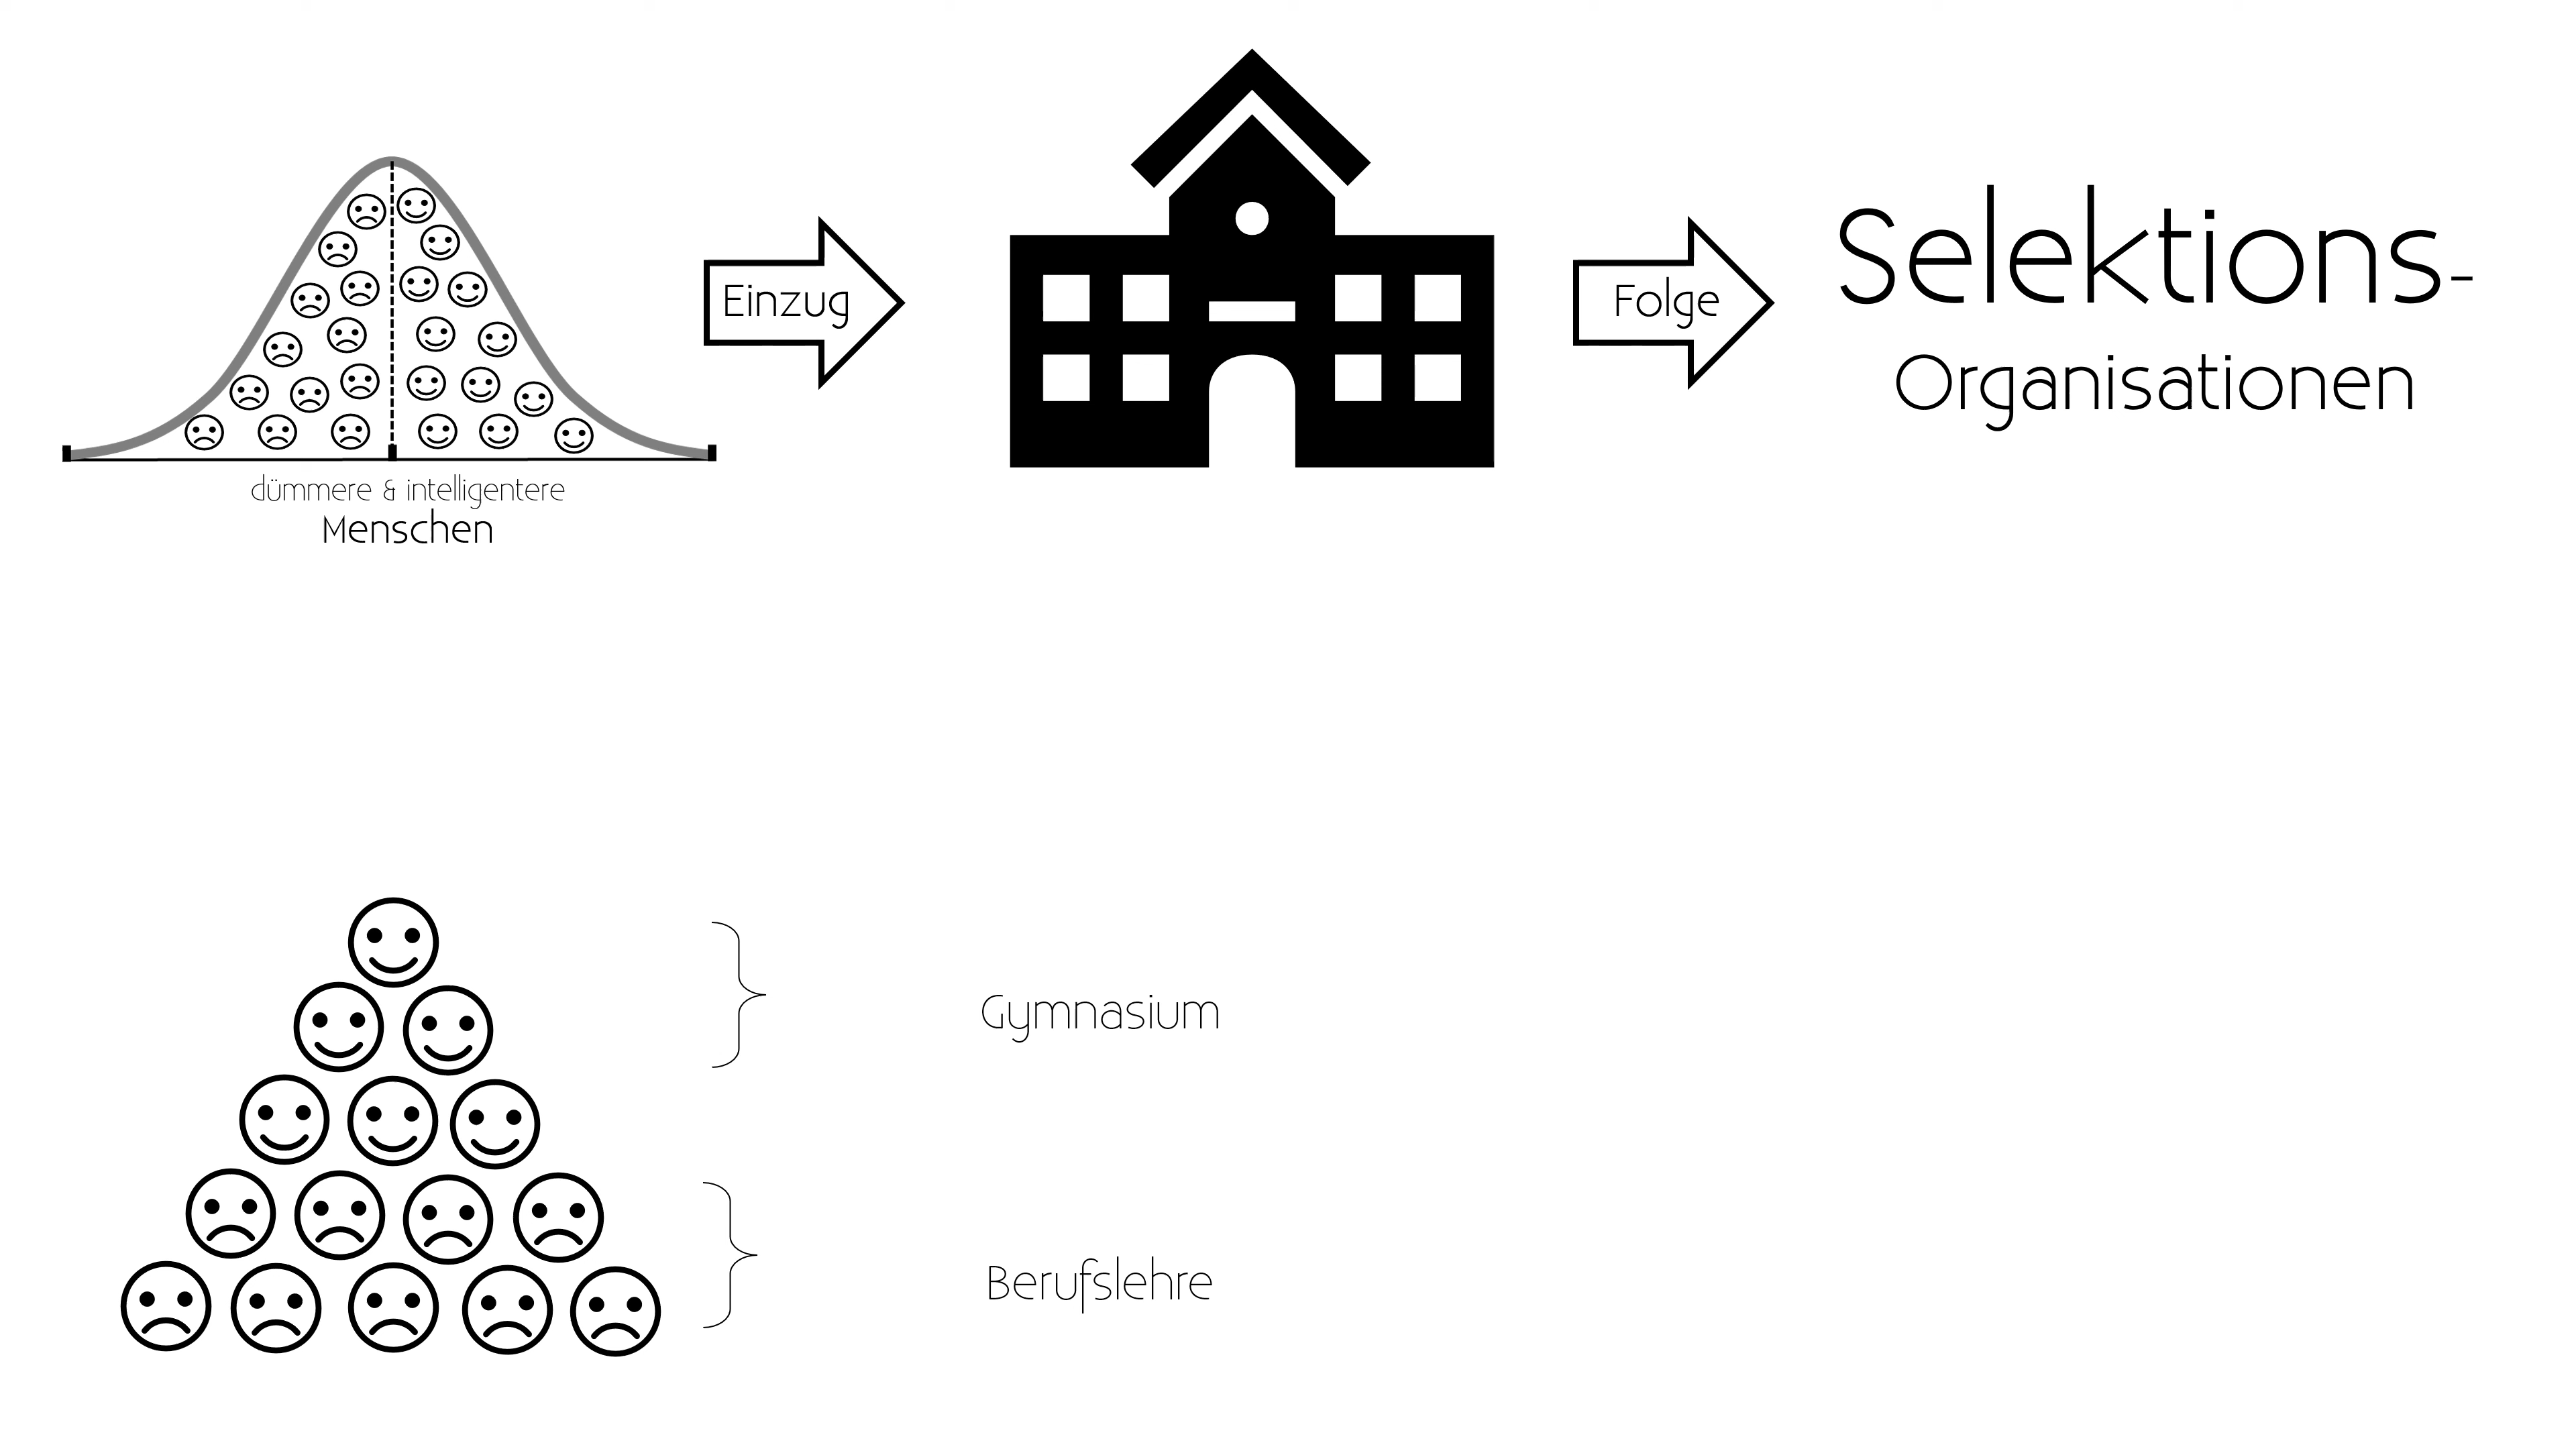 Einzug
Folge
Selektions-
Organisationen
dümmere & intelligentere
Menschen
Gymnasium
Berufslehre